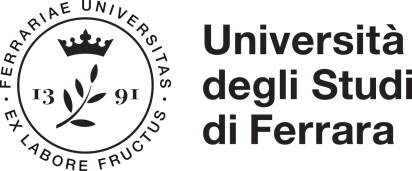 · FERRARIAE UNIVERSITAS ·
EX LABORE FRUCTUS
13 91
Università
degli Studi
di Ferrara